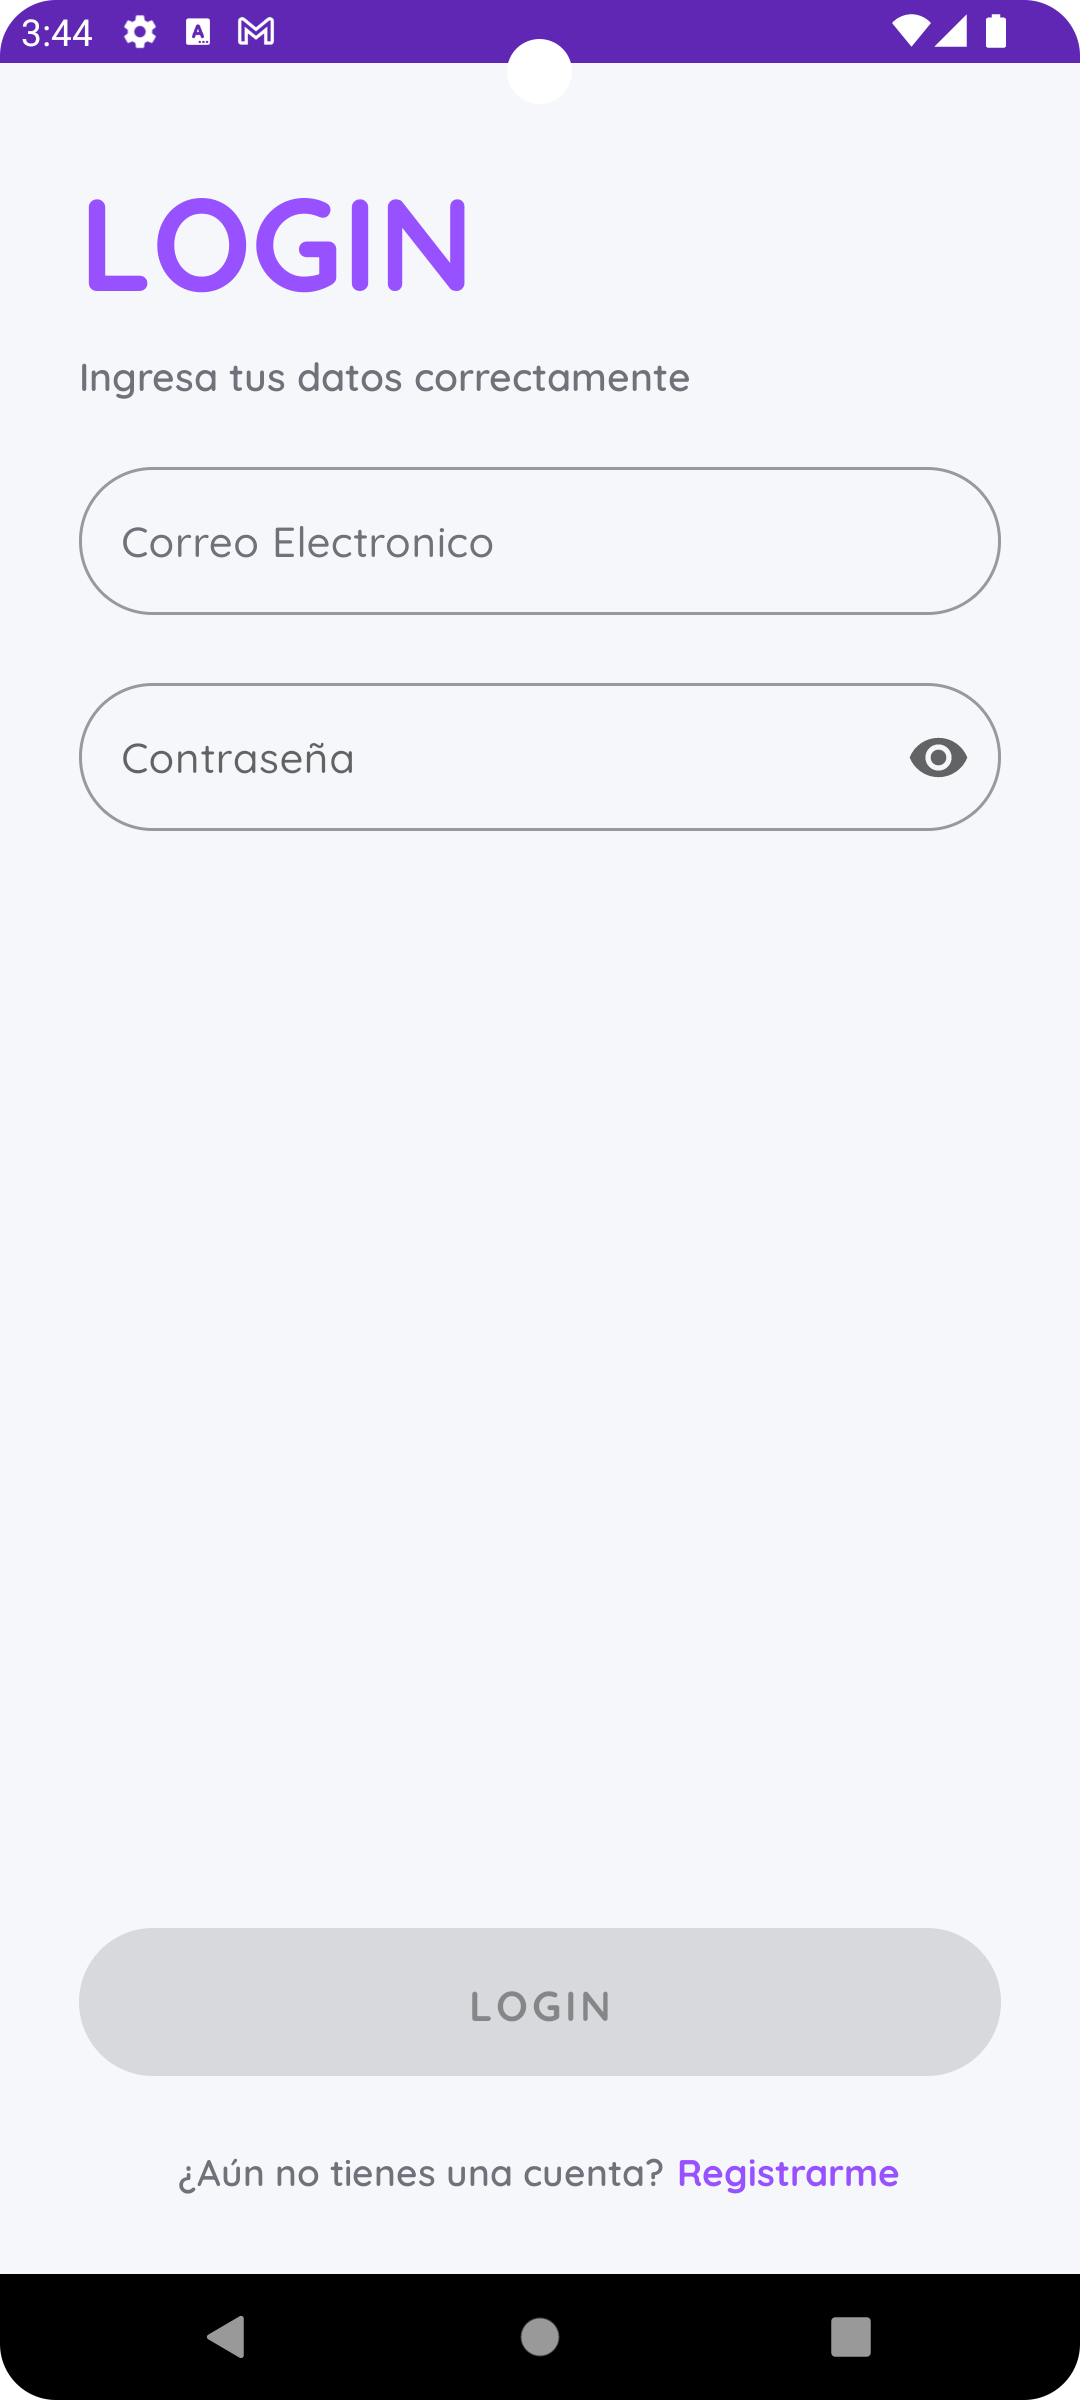 3:44
LOGIN
Ingresa tus datos correctamente
Correo Electronico
Contraseña
LOGIN
¿Aún no tienes una cuenta? Registrarme